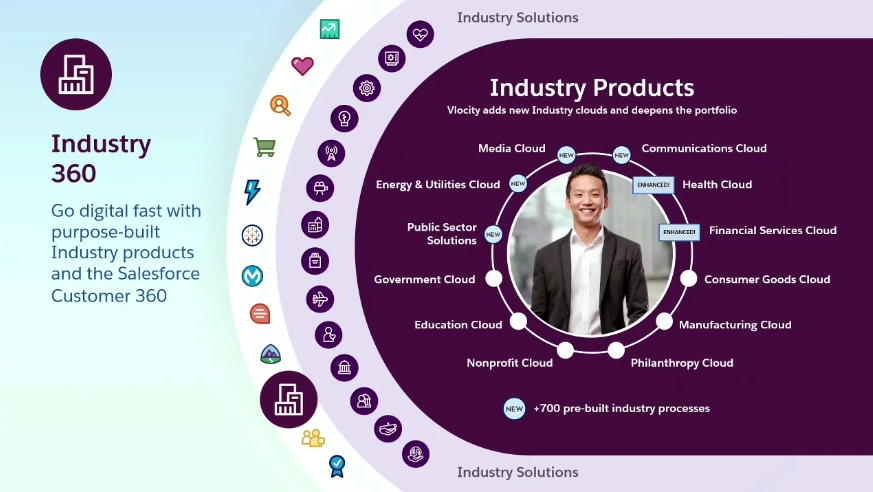 Industry Solutions
Industry
360
Go digital fast with
purpose-built
Industry products
and the Salesforce
Customer 360
Industry Products
Vlocity adds new Industry clouds and deepens the portfolio
Media Cloud
NEW
NEW
Communications Cloud
Energy & Utilities Cloud
NEW
ENHANCED!
Health Cloud
Public Sector
Solutions
NEW
ENHANCED!
Financial Services Cloud
Government Cloud
Consumer Goods Cloud
Education Cloud
Manufacturing Cloud
Nonprofit Cloud
Philanthropy Cloud
NEW
+700 pre-built industry processes
Industry Solutions